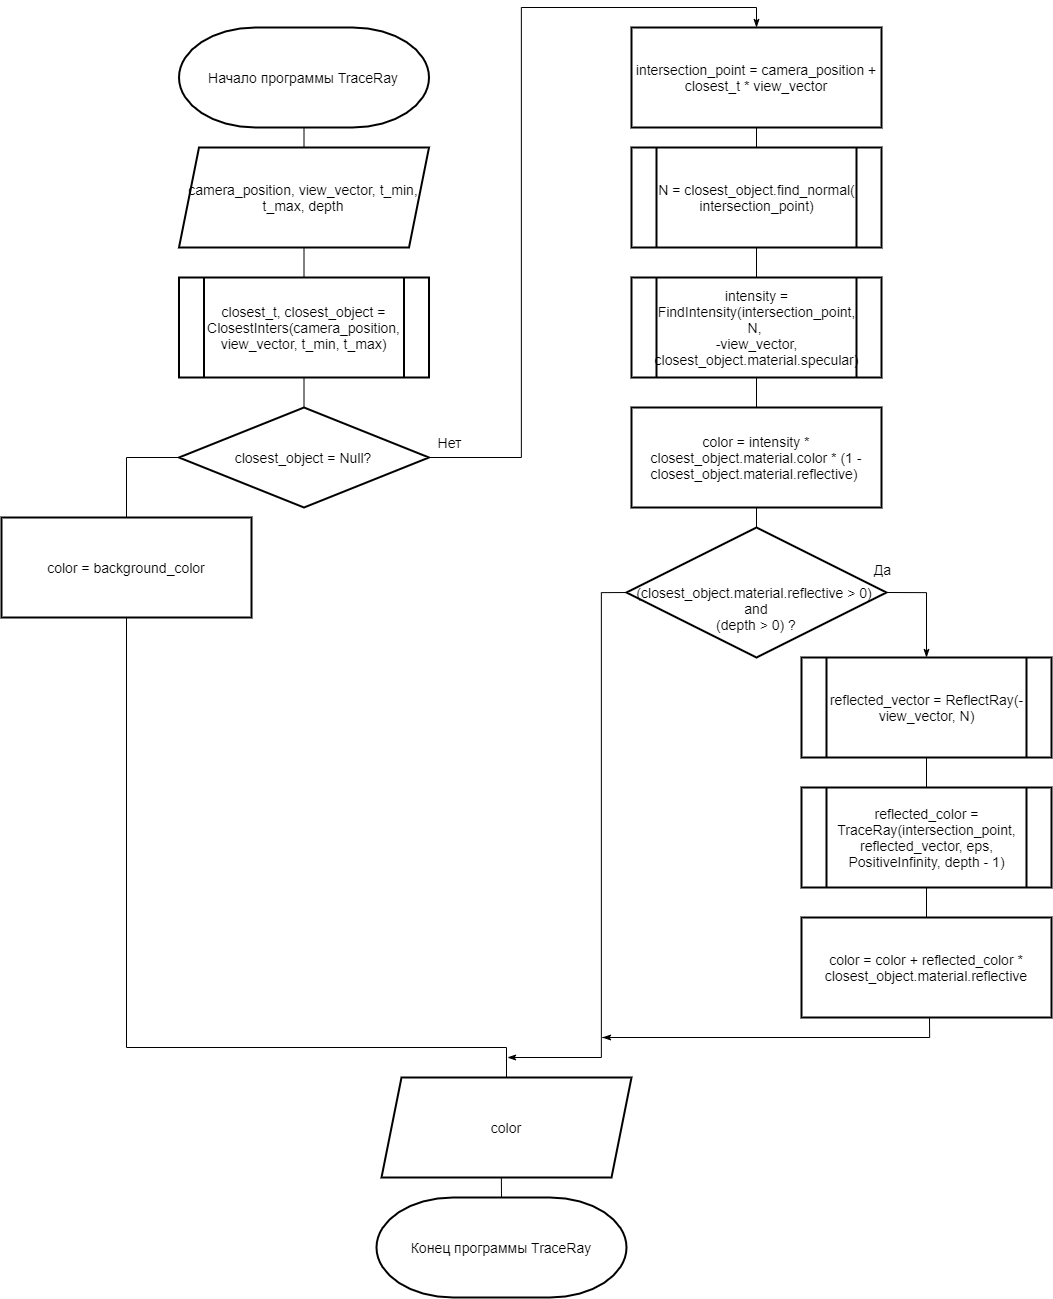 Начало программы TraceRay
camera_position, view_vector, t_min,
t_max, depth
closest_t, closest_object =
ClosestInters(camera_position,
view_vector, t_min, t_max)
closest_object = Null?
Нет
color = background_color
intersection_point = camera_position +
closest_t * view_vector
N = closest_object.find_normal(
intersection_point)
intensity =
FindIntensity(intersection_point,
N,
-view_vector,
closest_object.material.specular)
color = intensity *
closest_object.material.color * (1 -
closest_object.material.reflective)
(closest_object.material.reflective > 0)
and
(depth > 0) ?
Да
reflected_vector = ReflectRay(-
view_vector, N)
reflected_color =
TraceRay(intersection_point,
reflected_vector, eps,
PositiveInfinity, depth - 1)
color = color + reflected_color *
closest_object.material.reflective
color
Конец программы TraceRay